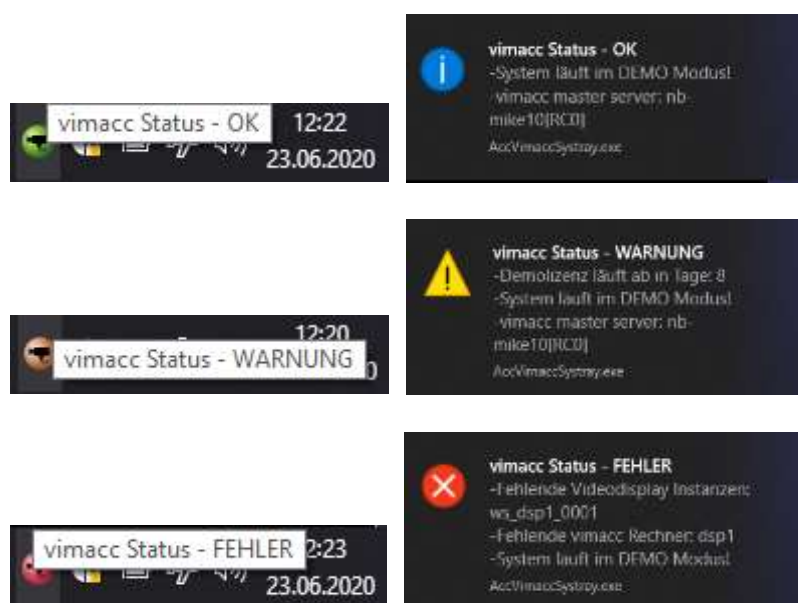 vimacc Status - OK
12:22
23.06.2020
vimacc Status - OK
-System läuft im DEMO Modus!
-vimacc master server: nb-
mike10[RC0]
AccVimaccSystray.exe
vimacc Status - WARNUNG
12:20
vimacc Status - WARNUNG
-Demolizenz läuft ab in Tage: 8
-System läuft im DEMO Modus!
-vimacc master server: nb-
mike10[RC0]
AccVimaccSystray.exe
vimacc Status - FEHLER
2:23
23.06.2020
vimacc Status - FEHLER
-Fehlende Videodisplay Instanzen:
ws_dsp1_0001
-Fehlende vimacc Rechner: dsp1
-System läuft im DEMO Modus!
AccVimaccSystray.exe